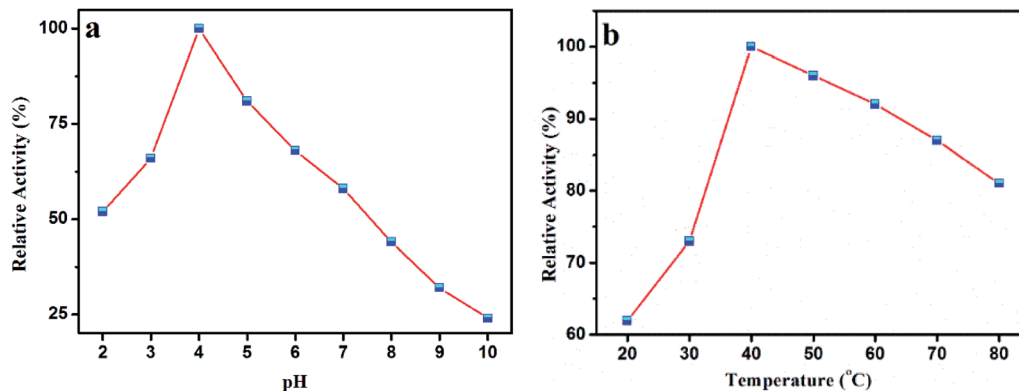 a
Relative Activity (%)
100
75
50
25
2 3 4 5 6 7 8 9 10
pH
b
Relative Activity (%)
100
90
80
70
60
20 30 40 50 60 70 80
Temperature (°C)